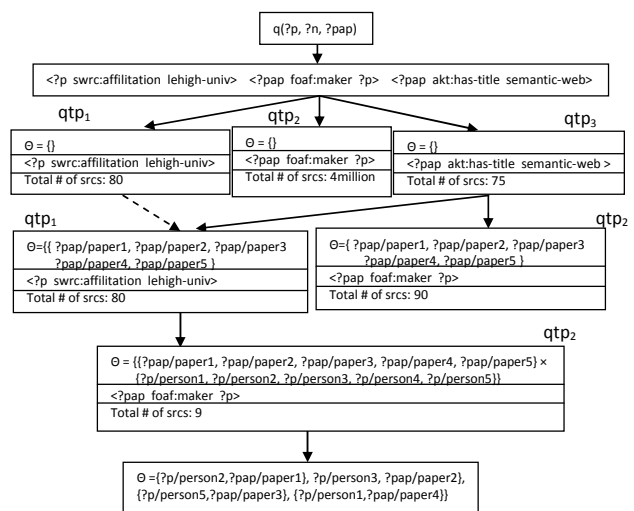 q(?p, ?n, ?pap)
<?p swrc:affilitation lehigh-univ> <?pap foaf:maker ?p> <?pap akt:has-title semantic-web>
qtp1
qtp2
qtp3
Θ = {}
<?p swrc:affilitation lehigh-univ>
Total # of srcs: 80
Θ = {}
<?pap foaf:maker ?p>
Total # of srcs: 4million
Θ = {}
<?pap akt:has-title semantic-web >
Total # of srcs: 75
qtp1
Θ={{ ?pap/paper1, ?pap/paper2, ?pap/paper3
?pap/paper4, ?pap/paper5 }
<?p swrc:affilitation lehigh-univ>
Total # of srcs: 80
qtp2
Θ={ ?pap/paper1, ?pap/paper2, ?pap/paper3
?pap/paper4, ?pap/paper5 }
<?pap foaf:maker ?p>
Total # of srcs: 90
qtp2
Θ = {{?pap/paper1, ?pap/paper2, ?pap/paper3, ?pap/paper4, ?pap/paper5} ×
{?p/person1, ?p/person2, ?p/person3, ?p/person4, ?p/person5}}
<?pap foaf:maker ?p>
Total # of srcs: 9
Θ ={?p/person2,?pap/paper1}, ?p/person3, ?pap/paper2},
{?p/person5,?pap/paper3}, {?p/person1,?pap/paper4}}